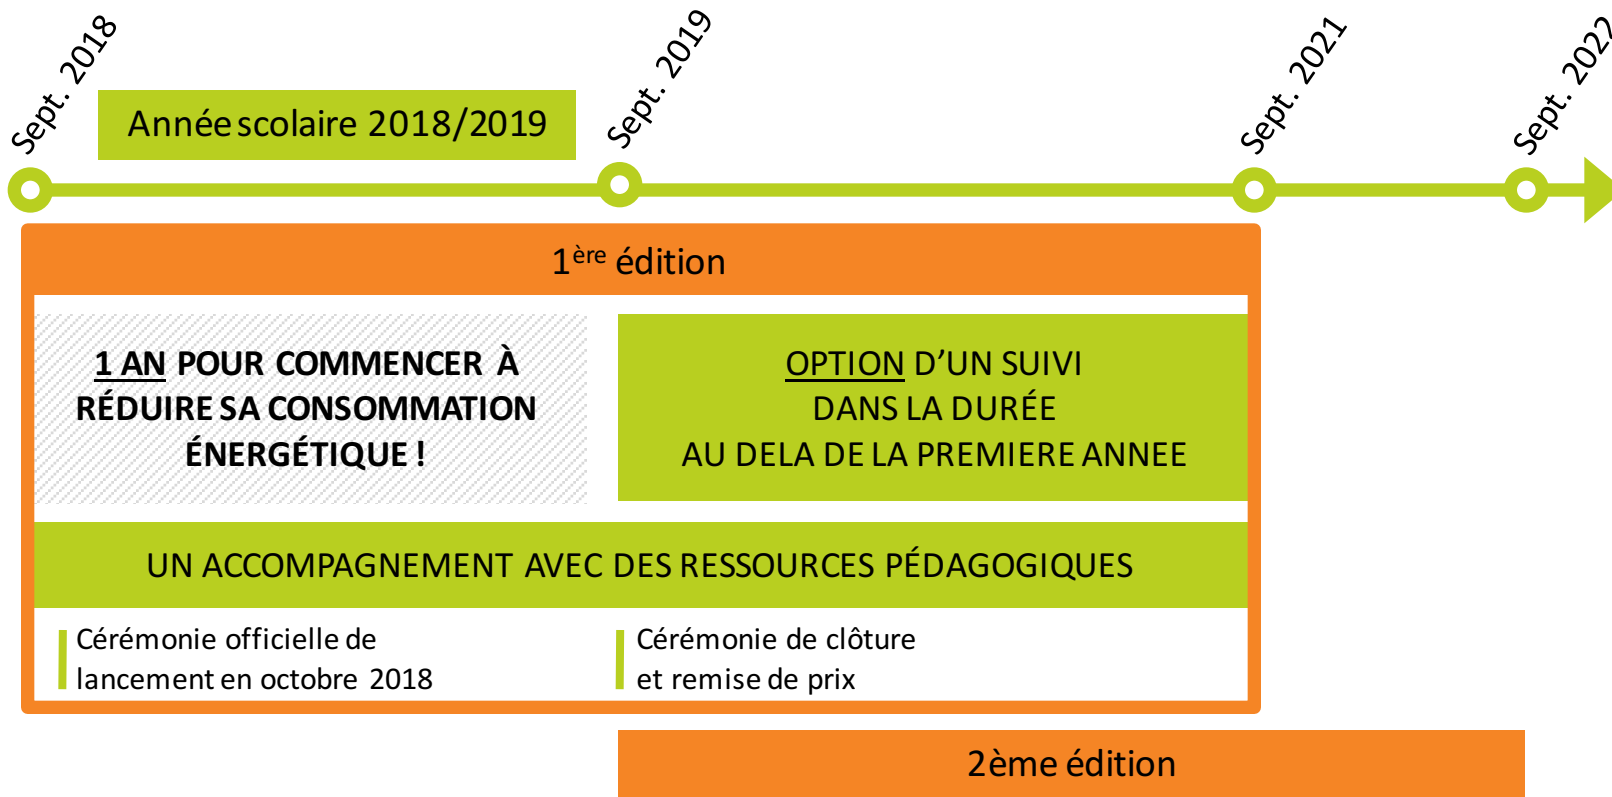 Sept. 2018
Sept. 2019
Sept. 2021
Sept. 2022
Année scolaire 2018/2019
1ère édition
1 AN POUR COMMENCER À
RÉDUIRE SA CONSOMMATION
ÉNERGÉTIQUE !
OPTION D’UN SUIVI
DANS LA DURÉE
AU DELA DE LA PREMIERE ANNEE
UN ACCOMPAGNEMENT AVEC DES RESSOURCES PÉDAGOGIQUES
Cérémonie officielle de
lancement en octobre 2018
Cérémonie de clôture
et remise de prix
2ème édition